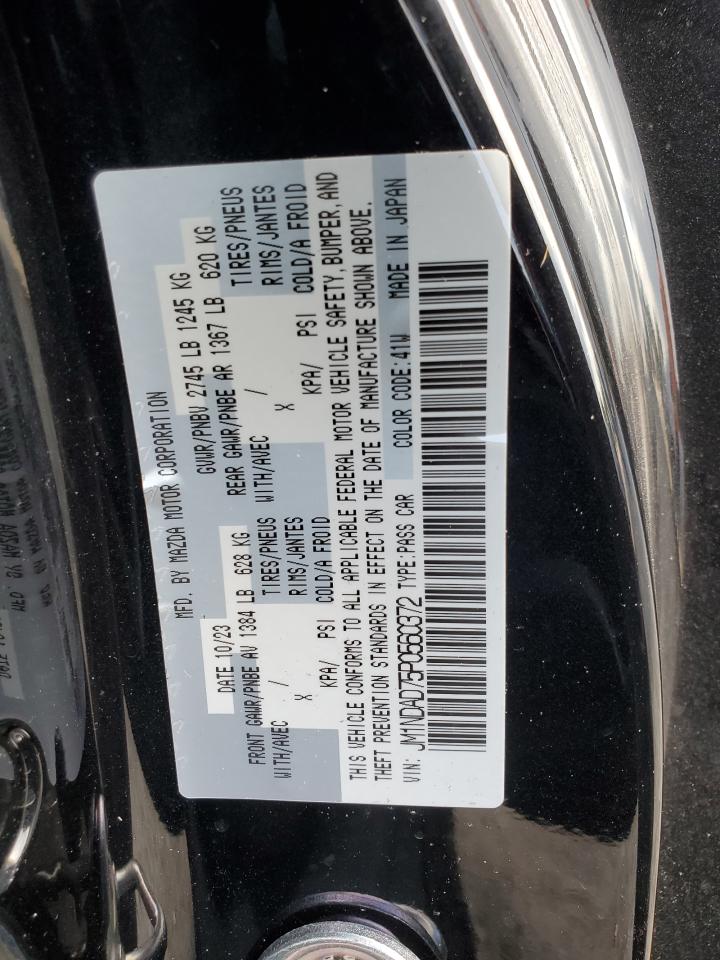 MFD. BY MAZDA MOTOR CORPORATION
DATE 10/23 GVWR/PNBV 2745 LB 1245 KG
FRONT GAWR/PNBE AV 1384 LB 628 KG REAR GAWR/PNBE AR 1367 LB 620 KG
WITH/AVEC / TIRES/PNEUS WITH/AVEC / TIRES/PNEUS
X RIMS/JANTES X RIMS/JANTES
KPA/ PSI COLD/A FROID KPA/ PSI COLD/A FROID
THIS VEHICLE CONFORMS TO ALL APPLICABLE FEDERAL MOTOR VEHICLE SAFETY, BUMPER, AND
THEFT PREVENTION STANDARDS IN EFFECT ON THE DATE OF MANUFACTURE SHOWN ABOVE.
VIN: JM1NDAD75P0560372 TYPE:PASS CAR COLOR CODE:41W MADE IN JAPAN